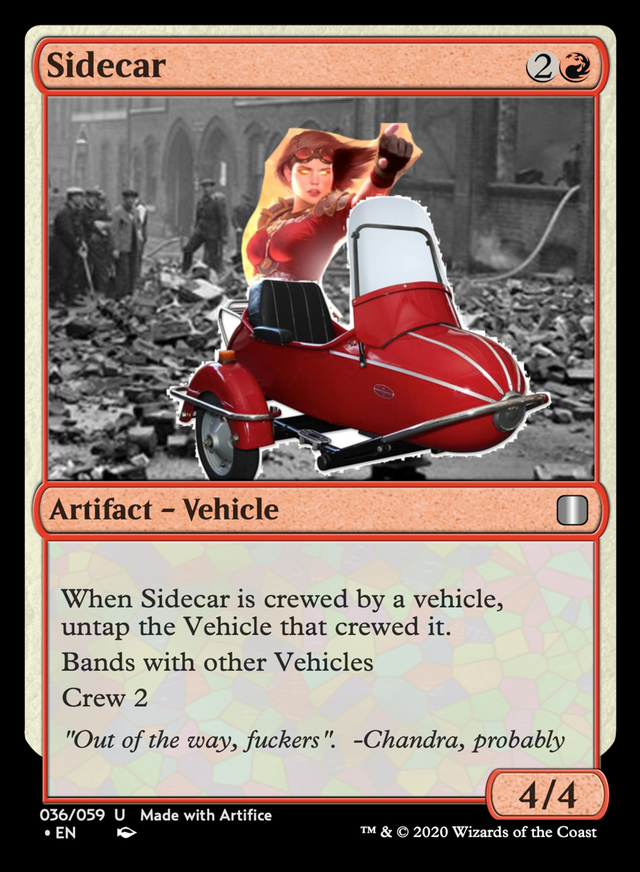 Sidecar 2
Artifact – Vehicle
When Sidecar is crewed by a vehicle,
untap the Vehicle that crewed it.
Bands with other Vehicles
Crew 2
"Out of the way, fuckers". -Chandra, probably
4/4
036/059 U Made with Artifice
• EN ™ & © 2020 Wizards of the Coast